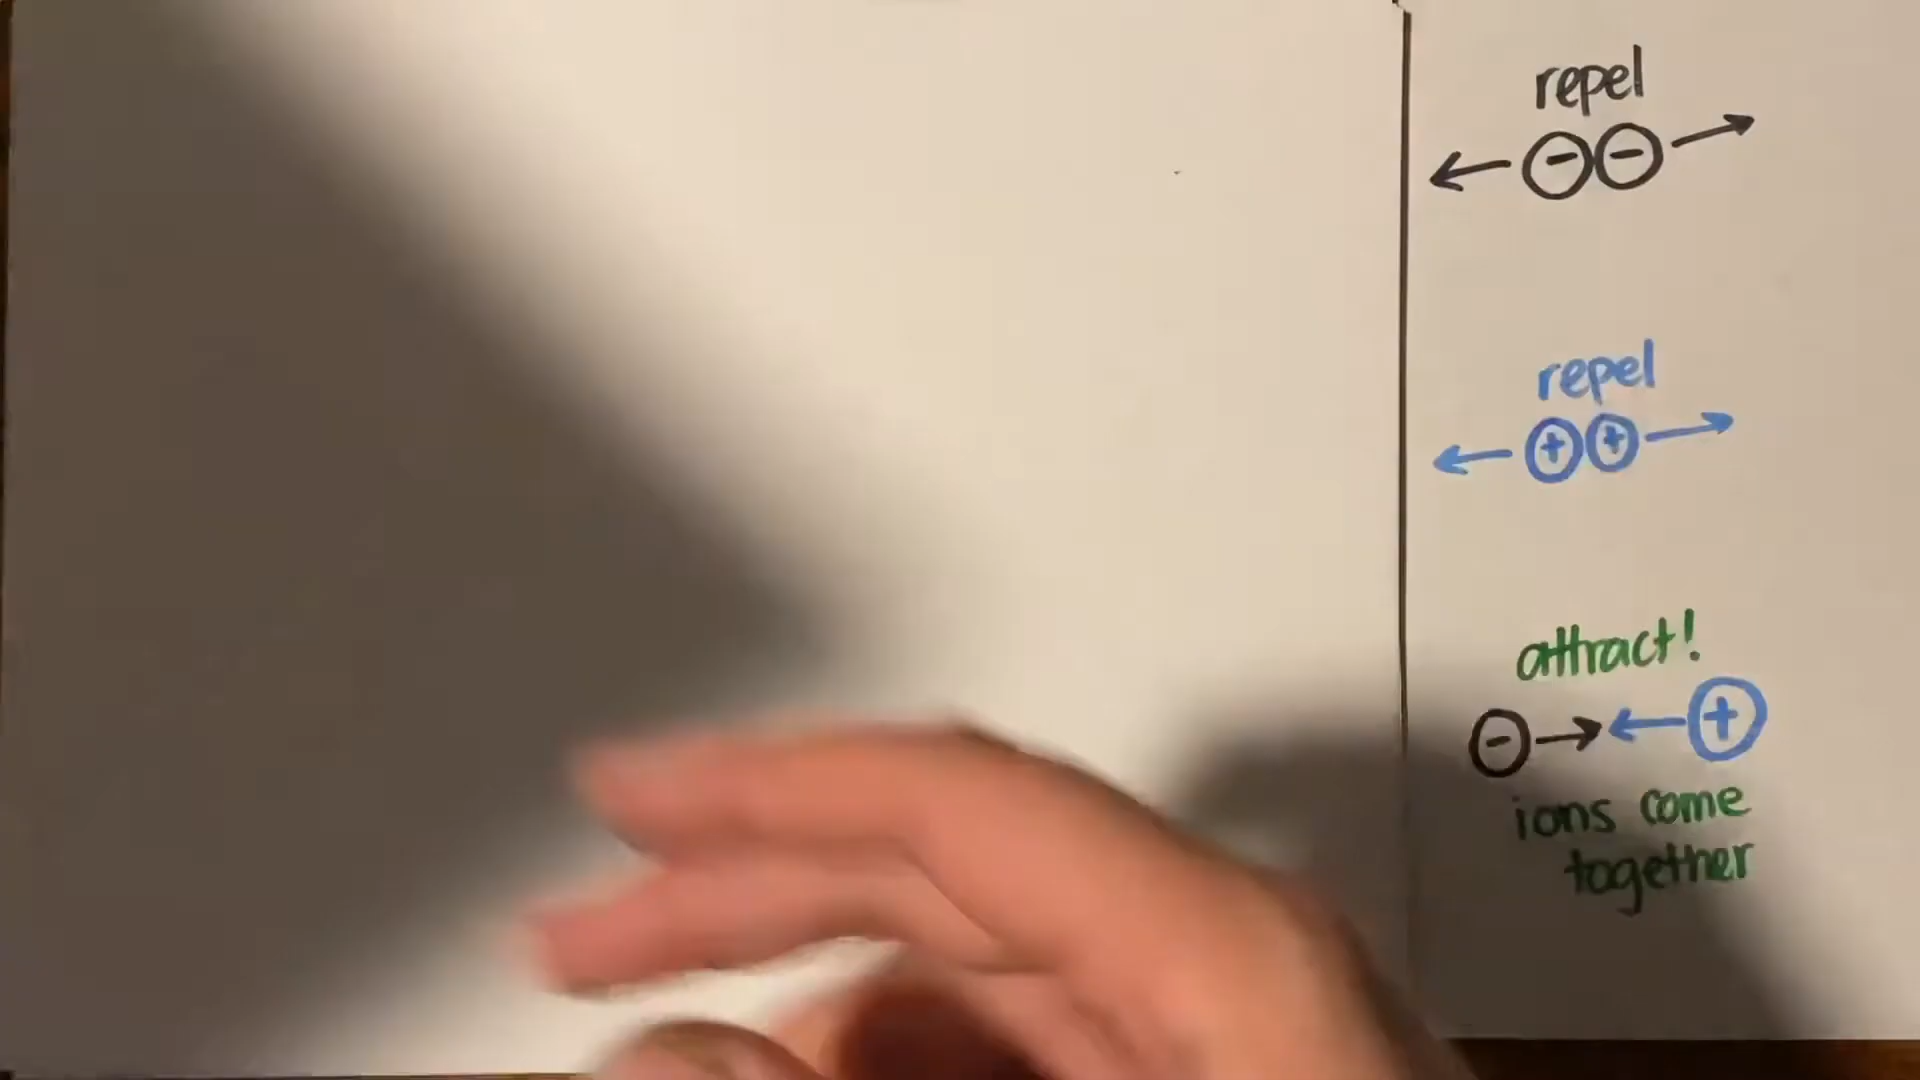 repel
− −
repel
+ +
attract!
− +
ions come
together